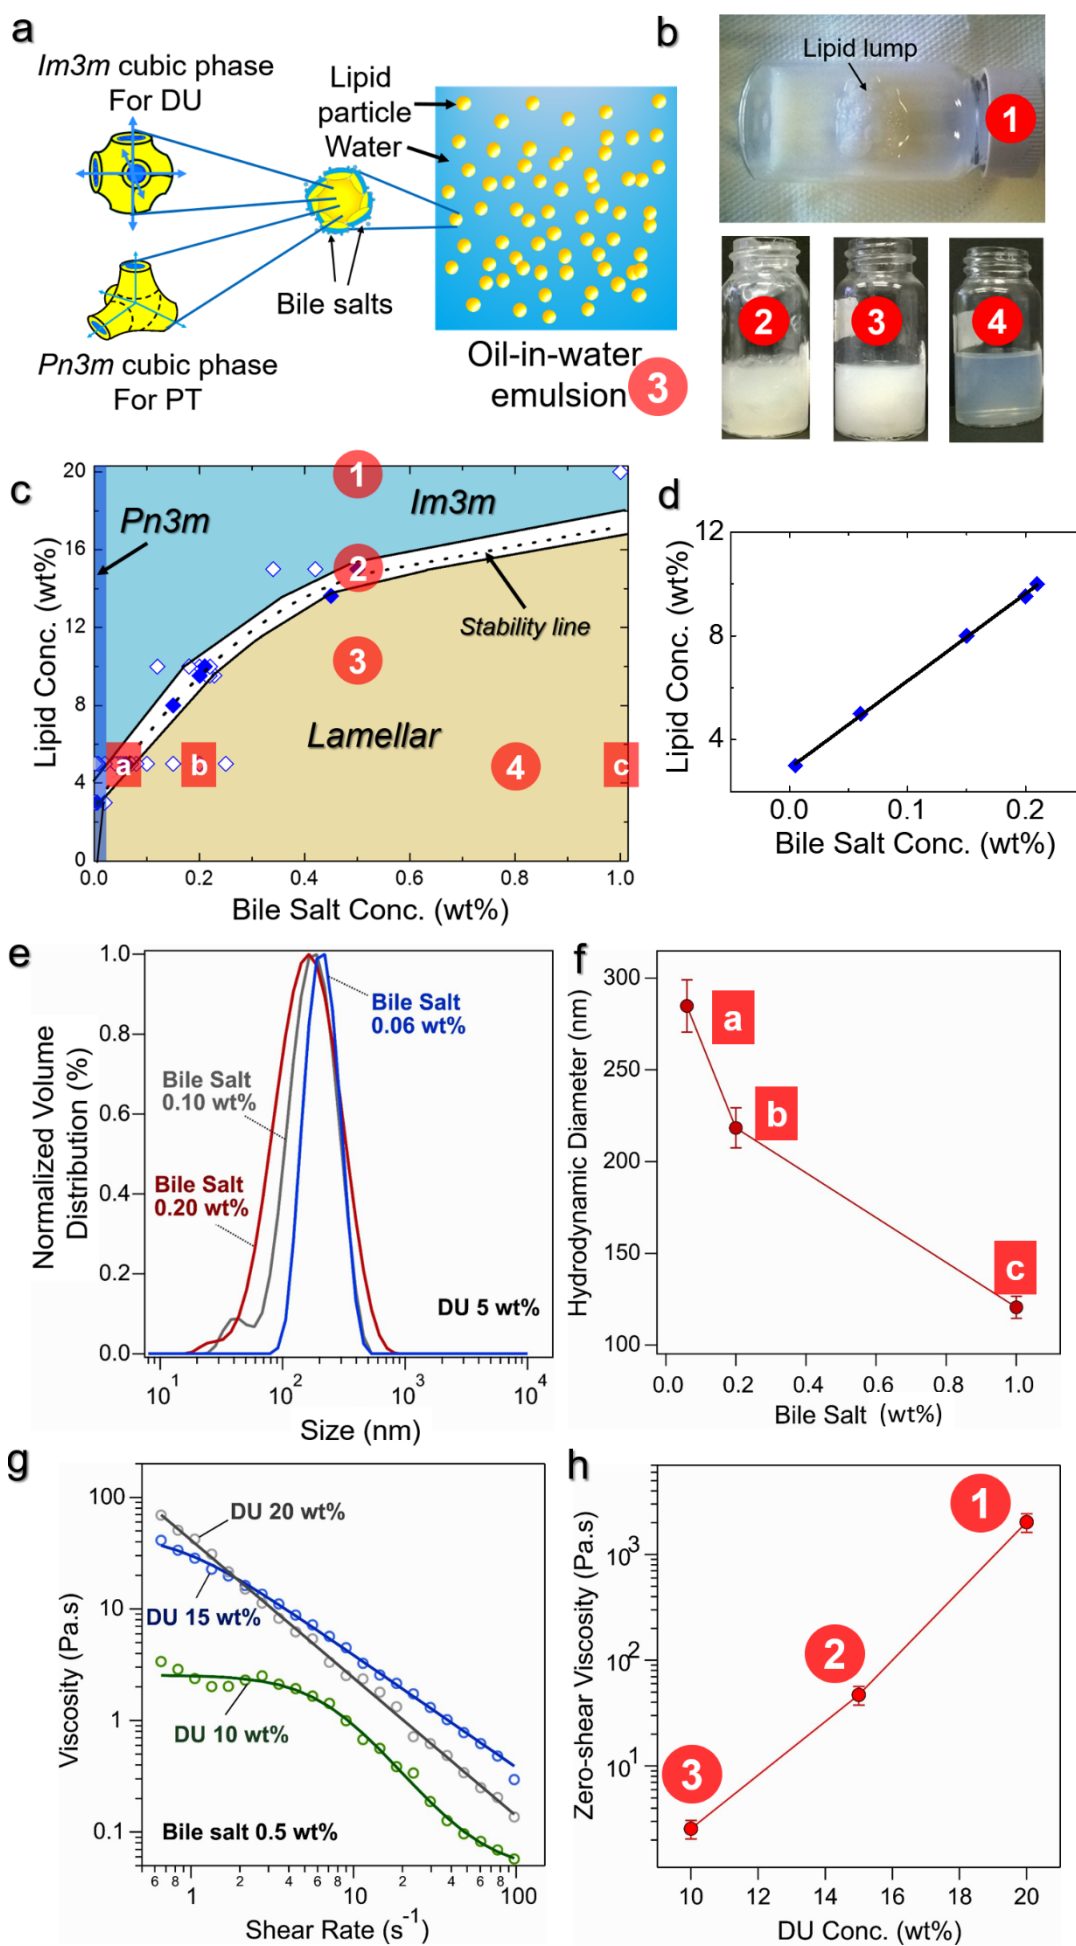 a
Im3m cubic phase
For DU
Lipid
particle
Water
Bile salts
Pn3m cubic phase
For PT
Oil-in-water
emulsion
3
b
Lipid lump
1
2
3
4
c
Lipid Conc. (wt%)
20
16
12
8
4
0
Pn3m
1
Im3m
2
Stability line
3
Lamellar
a
b
4
c
0.0
0.2
0.4
0.6
0.8
1.0
Bile Salt Conc. (wt%)
d
Lipid Conc. (wt%)
12
8
4
0.0
0.1
0.2
Bile Salt Conc. (wt%)
e
Normalized Volume
Distribution (%)
1.0
0.8
0.6
0.4
0.2
0.0
Bile Salt
0.06 wt%
Bile Salt
0.10 wt%
Bile Salt
0.20 wt%
DU 5 wt%
10^1
10^2
10^3
10^4
Size (nm)
f
Hydrodynamic Diameter (nm)
300
250
200
150
100
a
b
c
0.0
0.2
0.4
0.6
0.8
1.0
Bile Salt (wt%)
g
Viscosity (Pa.s)
100
10
1
0.1
DU 20 wt%
DU 15 wt%
DU 10 wt%
Bile salt 0.5 wt%
6 8
1
2 4 6 8
10
2 4 6 8
100
Shear Rate (s^-1)
h
Zero-shear Viscosity (Pa.s)
10^3
10^2
10^1
1
2
3
10
12
14
16
18
20
DU Conc. (wt%)